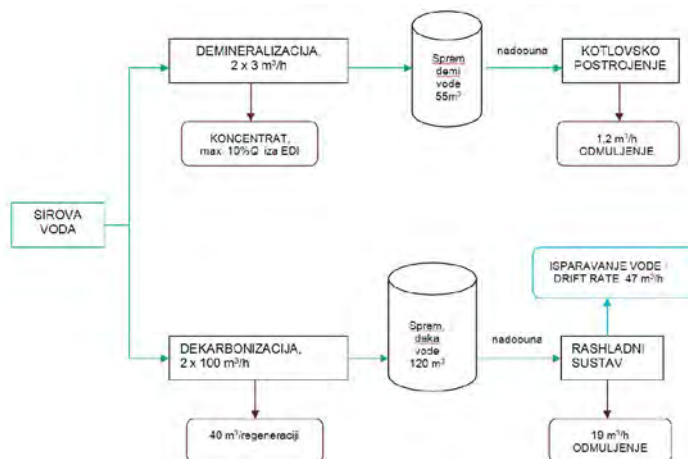 DEMINERALIZACIJA,
2 x 3 m³/h
Sprem
demi
vode
55m³
nadopuna
KOTLOVSKO
POSTROJENJE
KONCENTRAT,
max. 10%Q iza EDI
1,2 m³/h
ODMULJENJE
SIROVA
VODA
ISPARAVANJE VODE I
DRIFT RATE 47 m³/h
DEKARBONIZACIJA,
2 x 100 m³/h
Sprem.
deka
vode
120 m³
nadopuna
RASHLADNI
SUSTAV
40 m³/regeneraciji
19 m³/h
ODMULJENJE